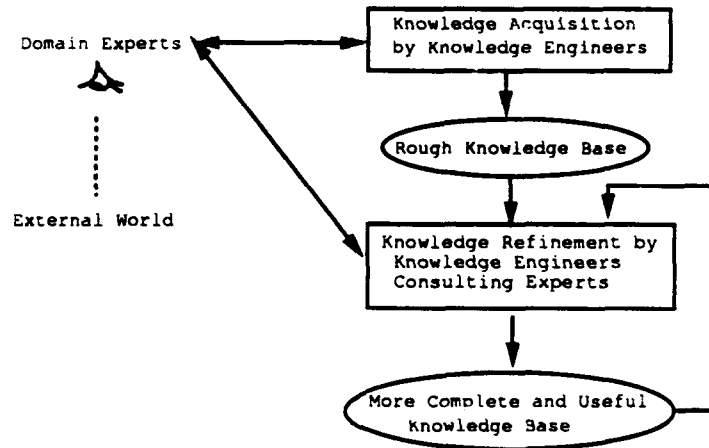 Domain Experts
Knowledge Acquisition
by Knowledge Engineers
Rough Knowledge Base
External World
Knowledge Refinement by
Knowledge Engineers
Consulting Experts
More Complete and Useful
Knowledge Base